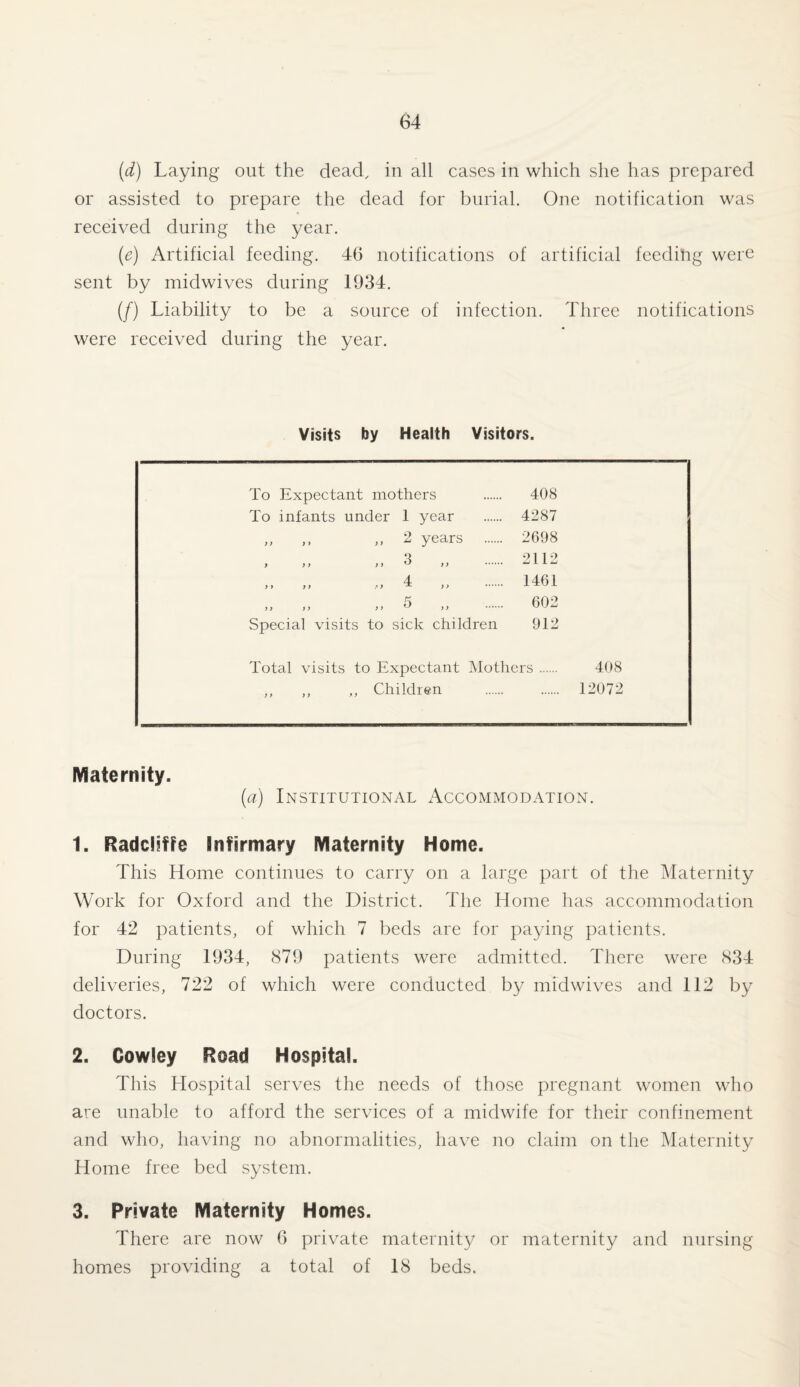 64
(d) Laying out the dead, in all cases in which she has prepared
or assisted to prepare the dead for burial. One notification was
received during the year.
(e) Artificial feeding. 46 notifications of artificial feeding were
sent by midwives during 1934.
(f) Liability to be a source of infection. Three notifications
were received during the year.
Visits by Health Visitors.
To Expectant mothers ...... 408
To infants under 1 year ...... 4287
,, ,, ,, 2 years ...... 2698
, ,, ,, 3 ,, ...... 2112
,, ,, ,, 4 ,, ...... 1461
,, ,, ,, 5 ,, ...... 602
Special visits to sick children 912
Total visits to Expectant Mothers ...... 408
,, ,, ,, Children ...... ...... 12072
Maternity.
(a) Institutional Accommodation.
1. Radcliffe Infirmary Maternity Home.
This Home continues to carry on a large part of the Maternity
Work for Oxford and the District. The Home has accommodation
for 42 patients, of which 7 beds are for paying patients.
During 1934, 879 patients were admitted. There were 834
deliveries, 722 of which were conducted by midwives and 112 by
doctors.
2. Cowley Road Hospital.
This Hospital serves the needs of those pregnant women who
are unable to afford the services of a midwife for their confinement
and who, having no abnormalities, have no claim on the Maternity
Home free bed system.
3. Private Maternity Homes.
There are now 6 private maternity or maternity and nursing
homes providing a total of 18 beds.